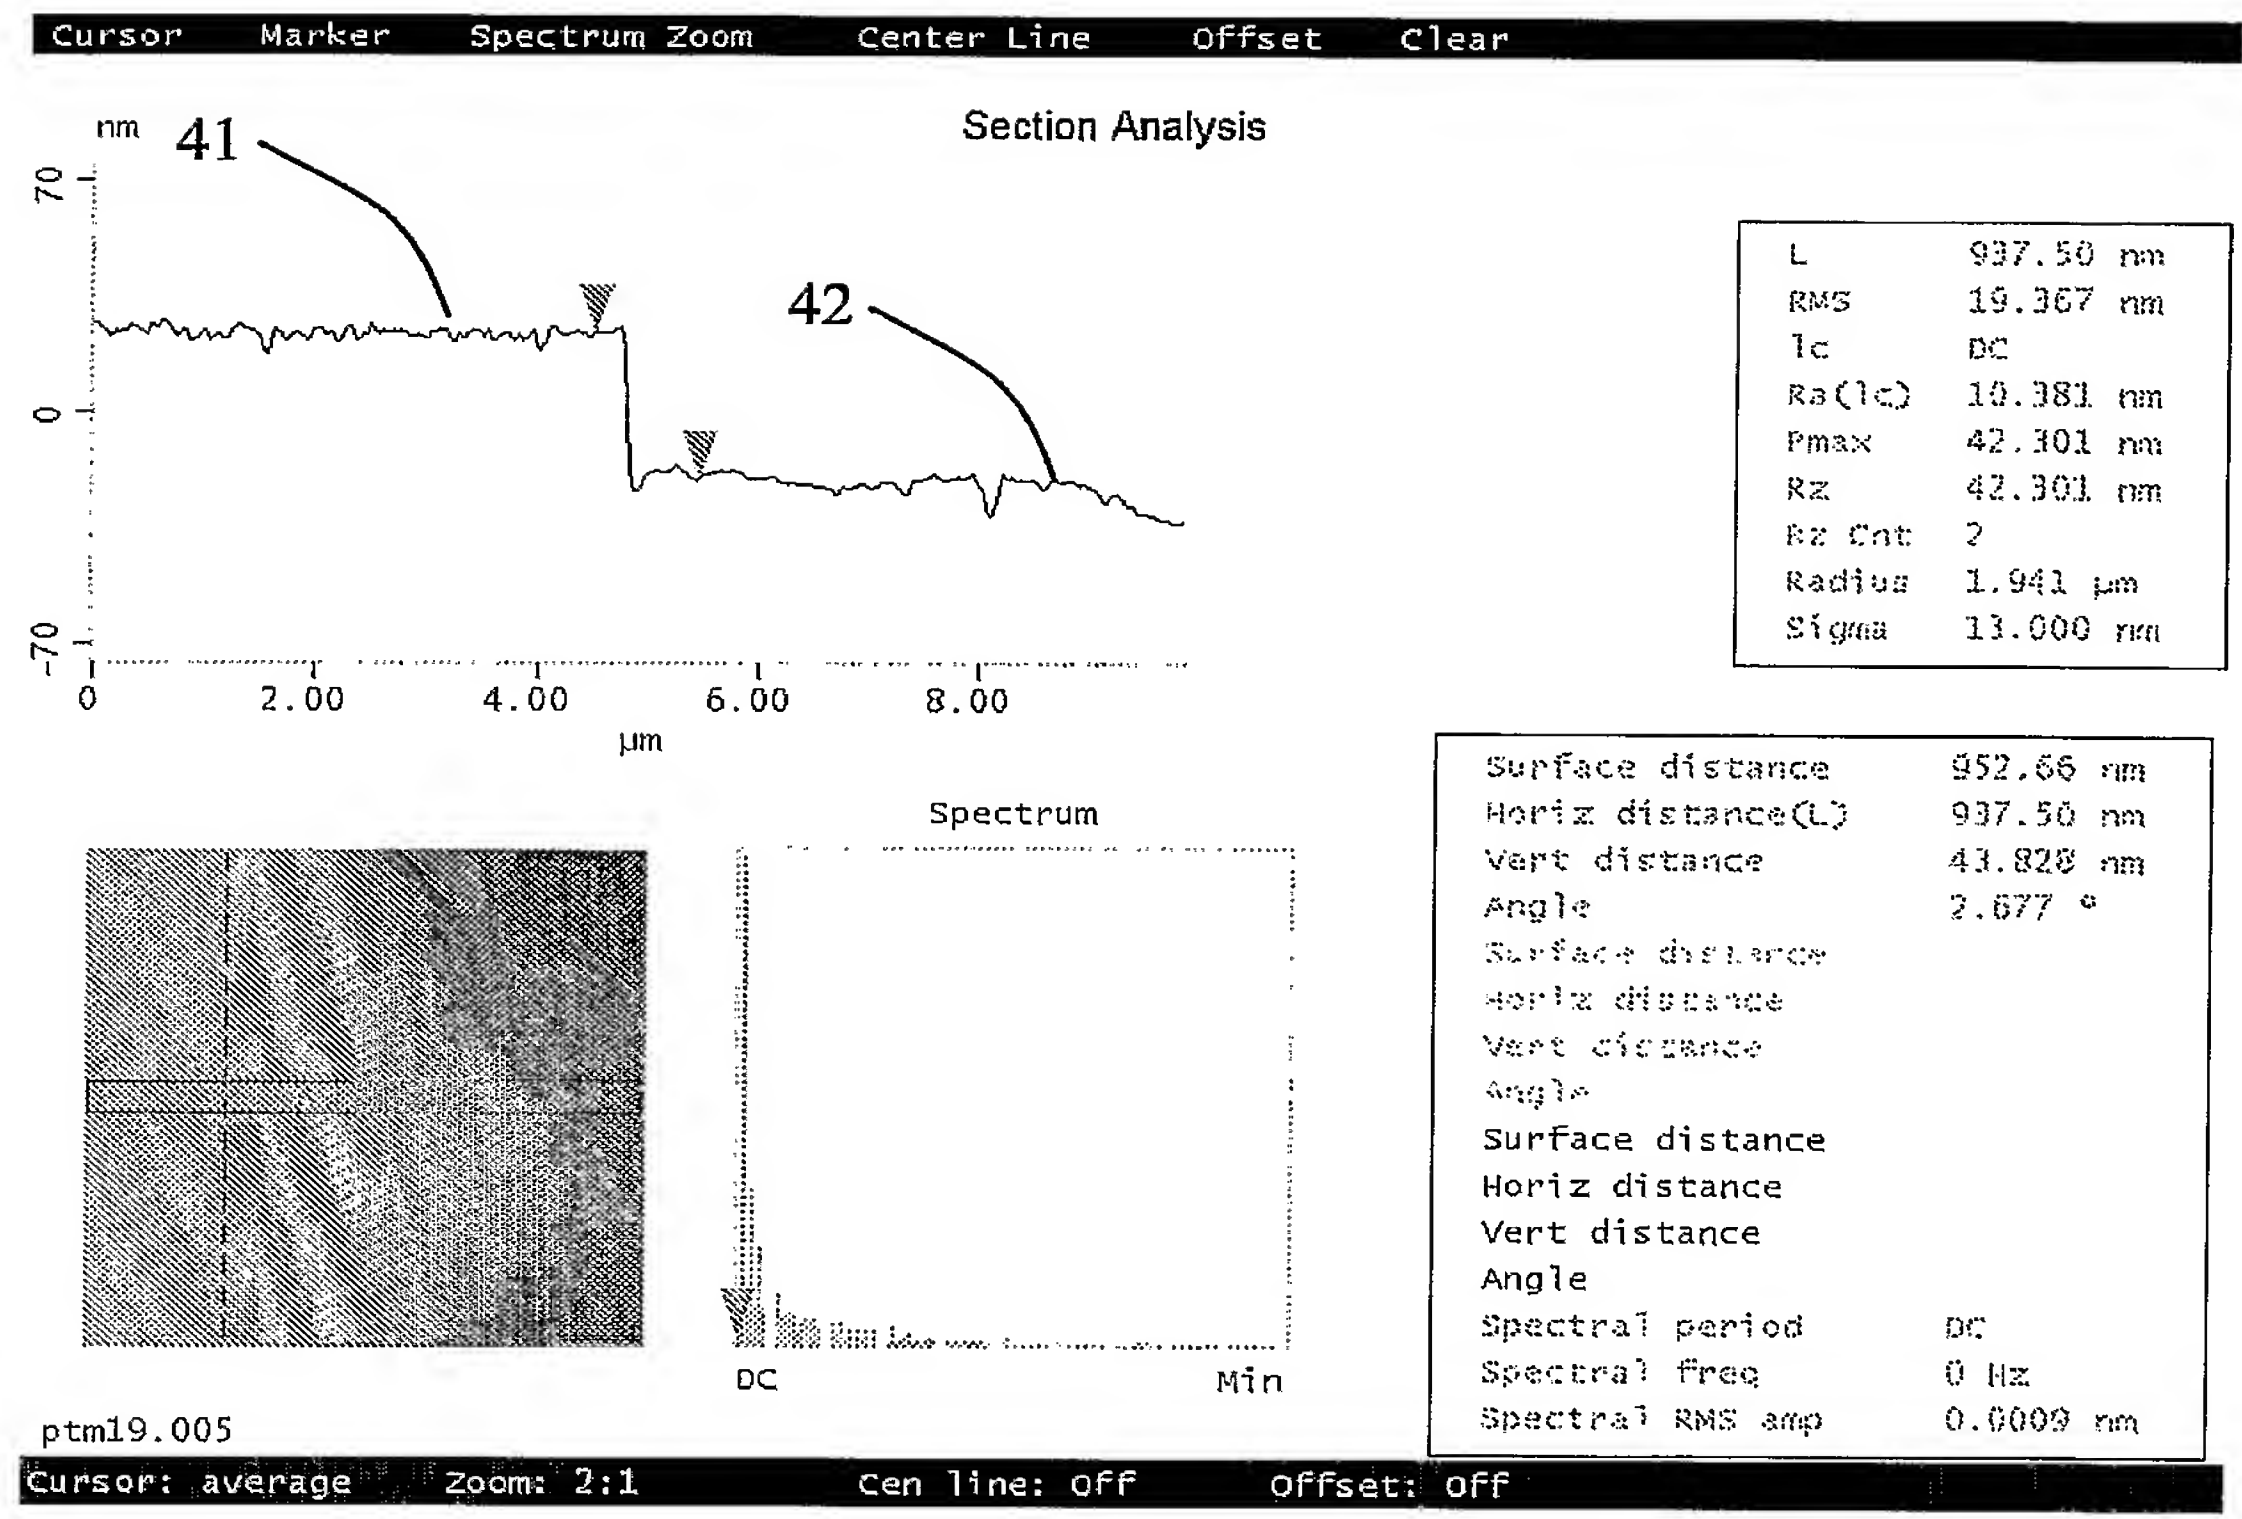 Cursor Marker Spectrum Zoom Center Line Offset Clear
Section Analysis
nm
41
42
70
0
-70
0 2.00 4.00 6.00 8.00
µm
L 937.50 nm
RMS 19.367 nm
lc DC
Ra(lc) 10.381 nm
Pmax 42.301 nm
Rz 42.301 nm
Rz Cnt 2
Radius 1.941 µm
Sigma 13.000 nm
Surface distance 952.66 nm
Horiz distance(L) 937.50 nm
Vert distance 43.828 nm
Angle 2.677 °
Surface distance
Horiz distance
Vert distance
Angle
Surface distance
Horiz distance
Vert distance
Angle
Spectral period DC
Spectral freq 0 Hz
Spectral RMS amp 0.0009 nm
Spectrum
DC Min
ptm19.005
Cursor: average Zoom: 2:1 Cen line: Off Offset: Off